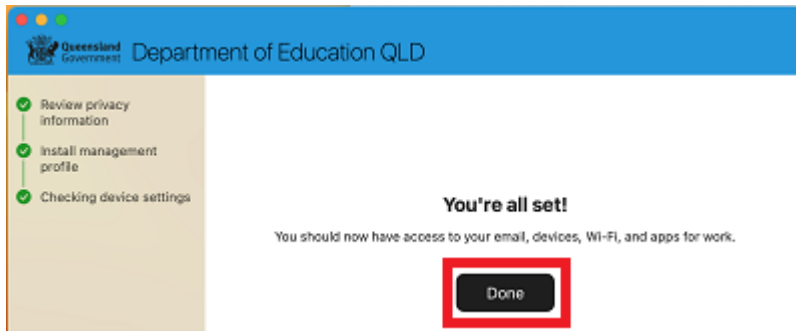 Queensland
Government
Department of Education QLD
Review privacy
information
Install management
profile
Checking device settings
You're all set!
You should now have access to your email, devices, Wi-Fi, and apps for work.
Done